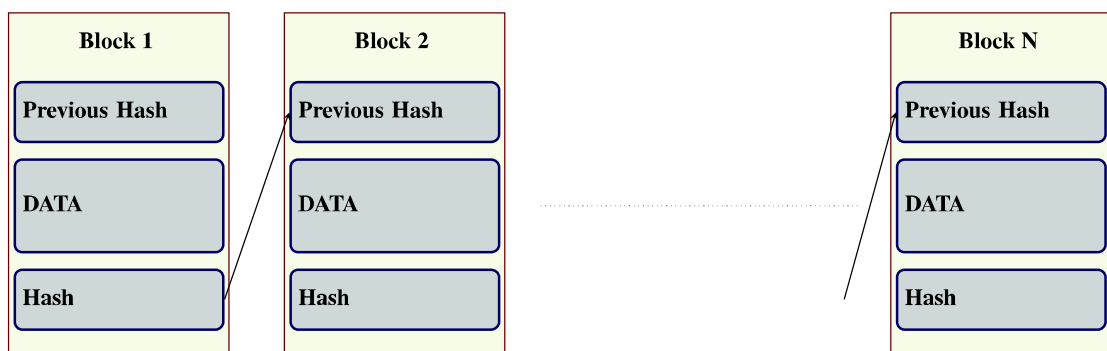 Block 1
Previous Hash
DATA
Hash
Block 2
Previous Hash
DATA
Hash
Block N
Previous Hash
DATA
Hash